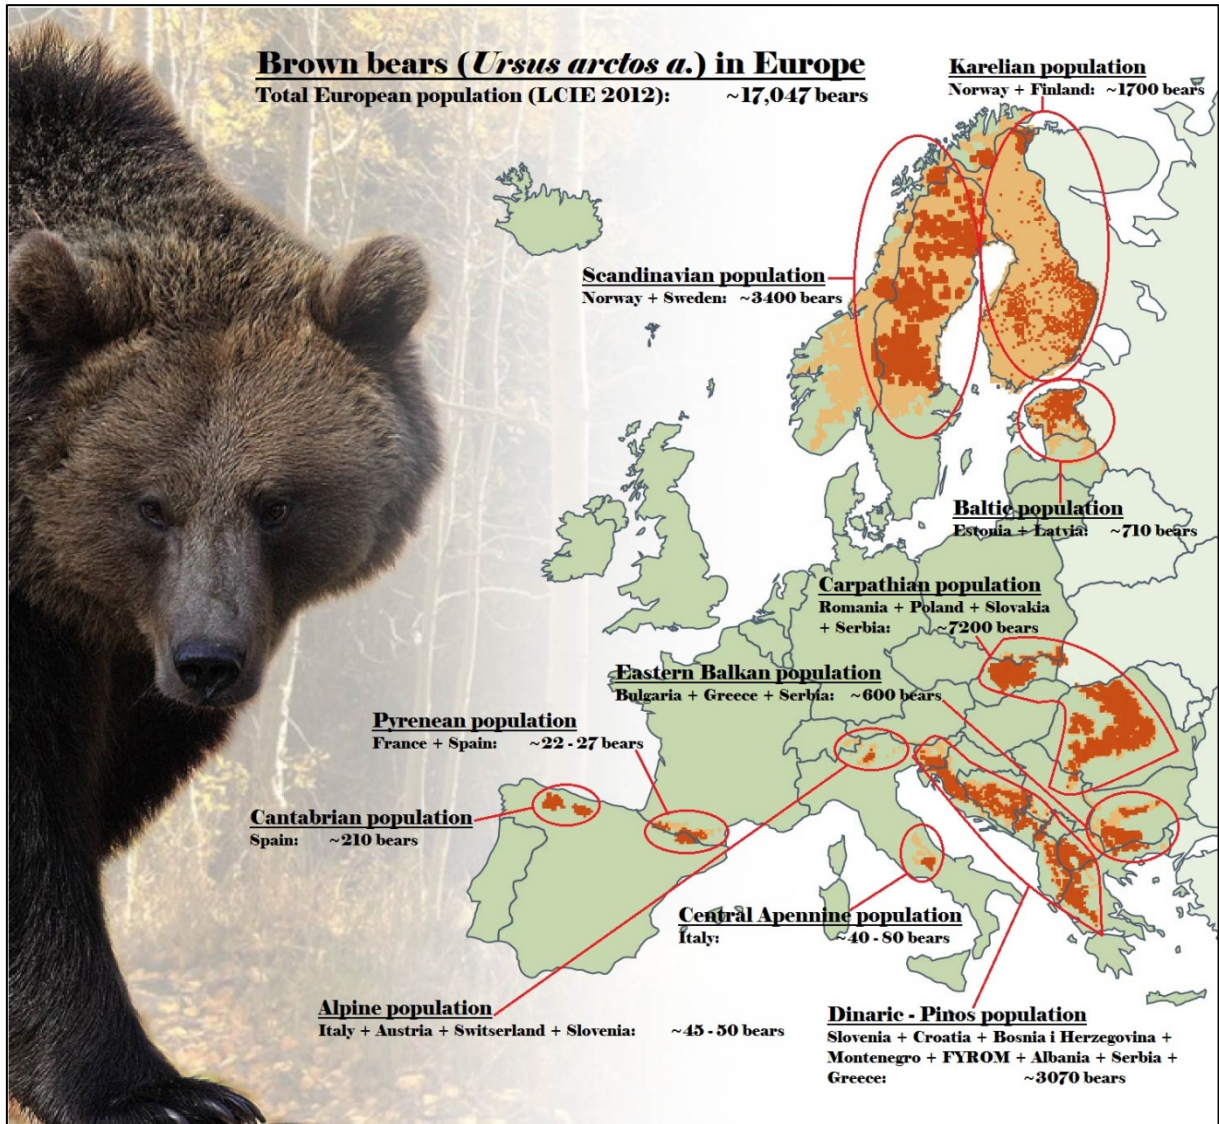 Brown bears (Ursus arctos a.) in Europe
Total European population (LCIE 2012): ~17,047 bears
Karelian population
Norway + Finland: ~1700 bears
Scandinavian population
Norway + Sweden: ~3400 bears
Baltic population
Estonia + Latvia: ~710 bears
Carpathian population
Romania + Poland + Slovakia
+ Serbia: ~7200 bears
Eastern Balkan population
Bulgaria + Greece + Serbia: ~600 bears
Pyrenean population
France + Spain: ~22 - 27 bears
Cantabrian population
Spain: ~210 bears
Central Apennine population
Italy: ~40 - 80 bears
Alpine population
Italy + Austria + Switserland + Slovenia: ~45 - 50 bears
Dinaric - Pinos population
Slovenia + Croatia + Bosnia i Herzegovina +
Montenegro + FYROM + Albania + Serbia +
Greece: ~3070 bears